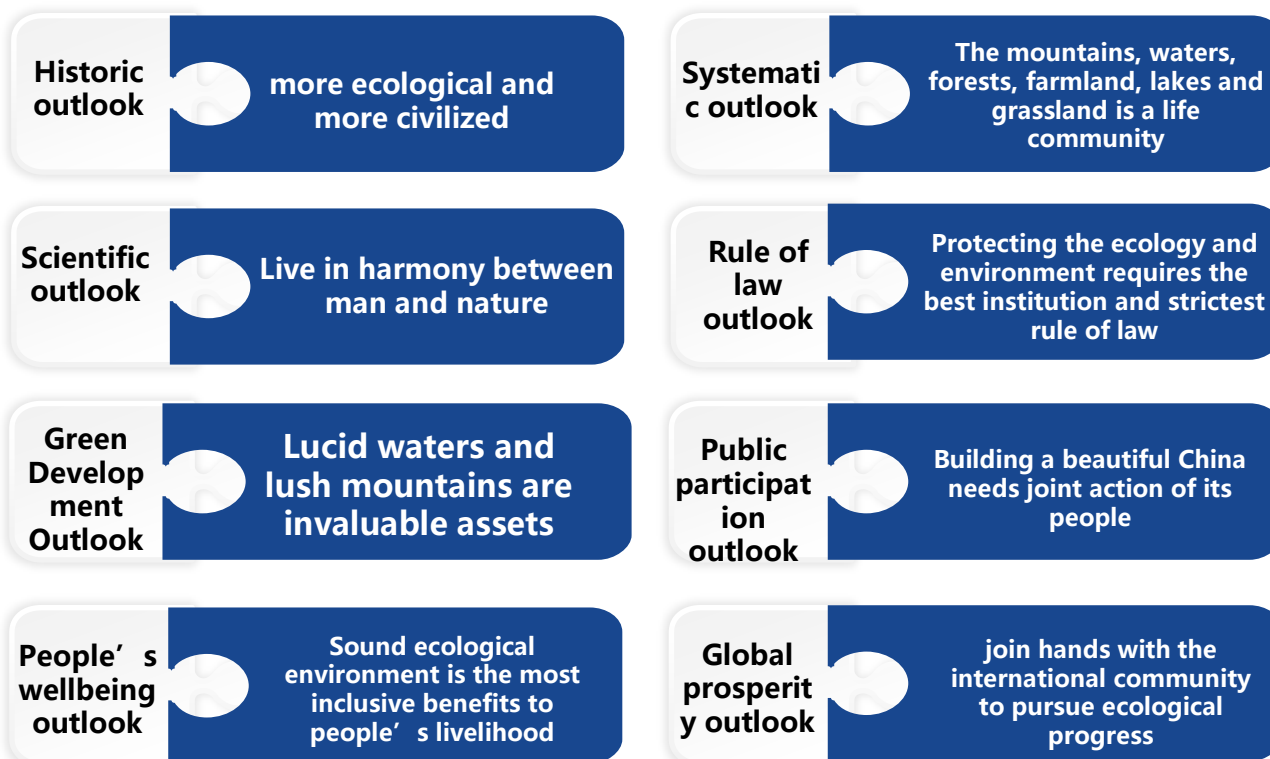 Historic
outlook
more ecological and
more civilized
Systemati
c outlook
The mountains, waters,
forests, farmland, lakes and
grassland is a life
community
Scientific
outlook
Live in harmony between
man and nature
Rule of
law
outlook
Protecting the ecology and
environment requires the
best institution and strictest
rule of law
Green
Develop
ment
Outlook
Lucid waters and
lush mountains are
invaluable assets
Public
participat
ion
outlook
Building a beautiful China
needs joint action of its
people
People’s
wellbeing
outlook
Sound ecological
environment is the most
inclusive benefits to
people’s livelihood
Global
prosperit
y outlook
join hands with the
international community
to pursue ecological
progress